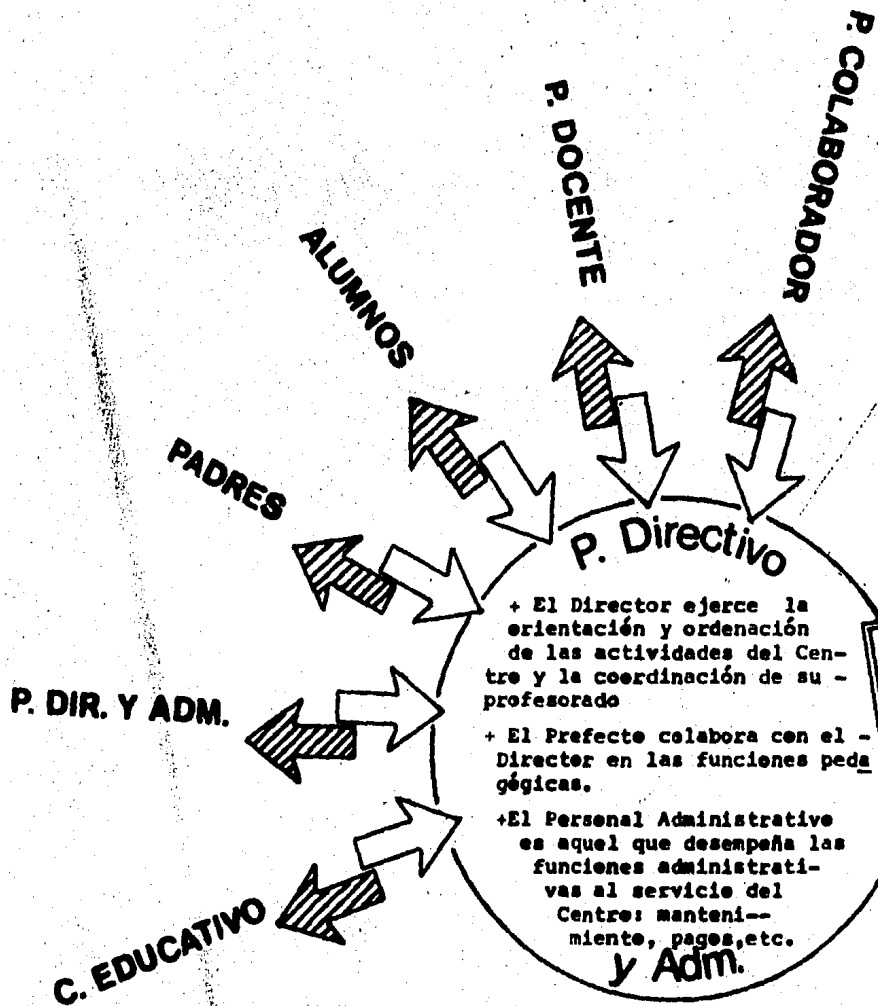 P. COLABORADOR
P. DOCENTE
ALUMNOS
PADRES
P. DIR. Y ADM.
C. EDUCATIVO
P. Directivo
+ El Director ejerce la
orientación y ordenación
de las actividades del Cen-
tro y la coordinación de su -
profesorado
+ El Prefecto colabora con el -
Director en las funciones peda
gógicas.
+El Personal Administrativo
es aquel que desempeña las
funciones administrati-
vas al servicio del
Centro: manteni--
miento, pagos,etc.
y Adm.